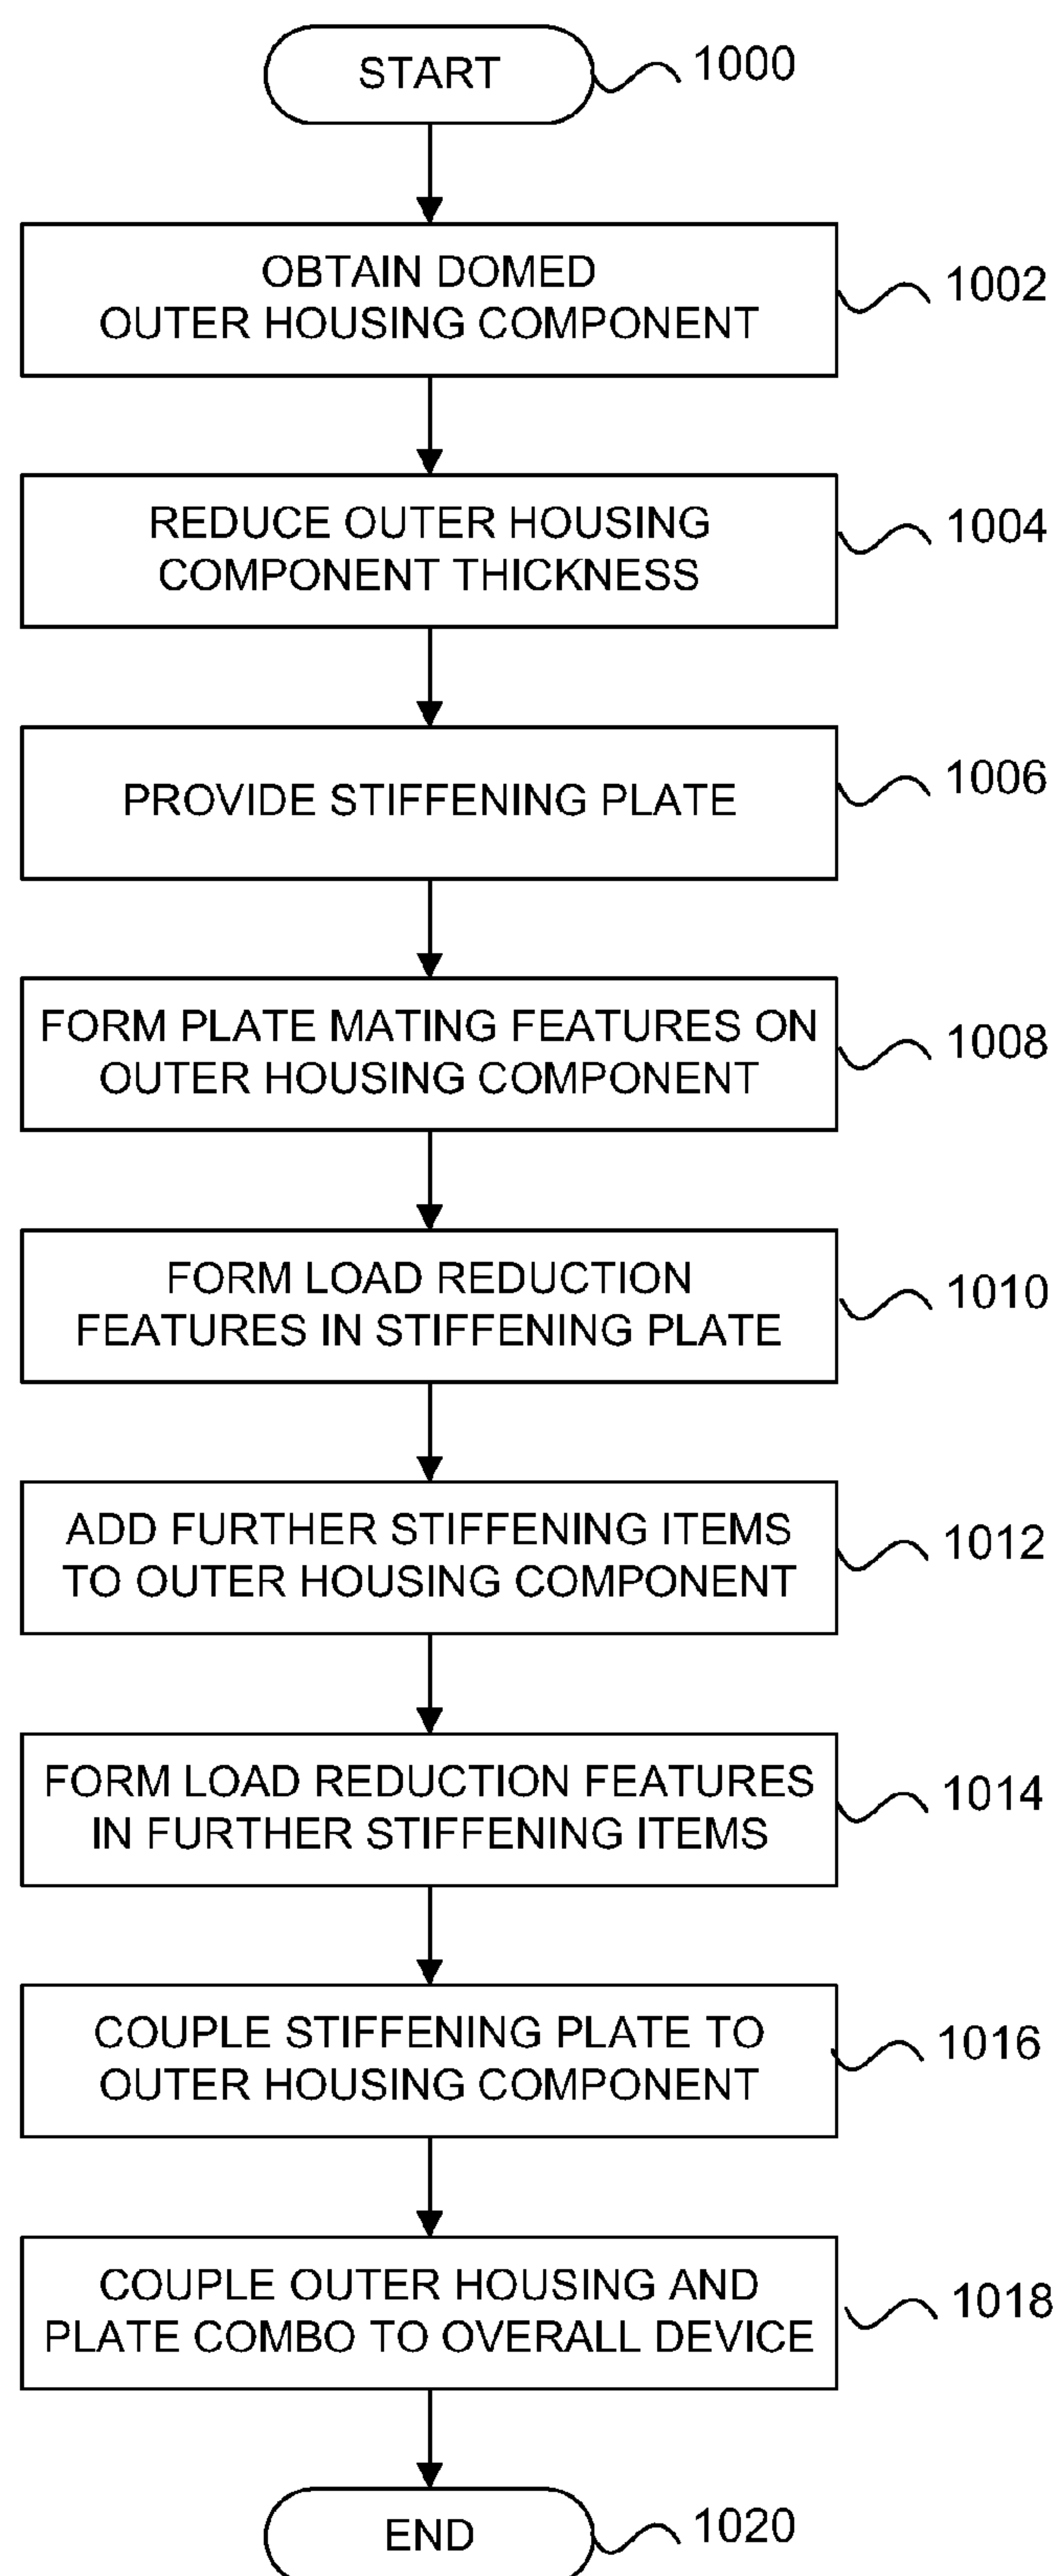 START
1000
OBTAIN DOMED
OUTER HOUSING COMPONENT
1002
REDUCE OUTER HOUSING
COMPONENT THICKNESS
1004
PROVIDE STIFFENING PLATE
1006
FORM PLATE MATING FEATURES ON
OUTER HOUSING COMPONENT
1008
FORM LOAD REDUCTION
FEATURES IN STIFFENING PLATE
1010
ADD FURTHER STIFFENING ITEMS
TO OUTER HOUSING COMPONENT
1012
FORM LOAD REDUCTION FEATURES
IN FURTHER STIFFENING ITEMS
1014
COUPLE STIFFENING PLATE TO
OUTER HOUSING COMPONENT
1016
COUPLE OUTER HOUSING AND
PLATE COMBO TO OVERALL DEVICE
1018
END
1020